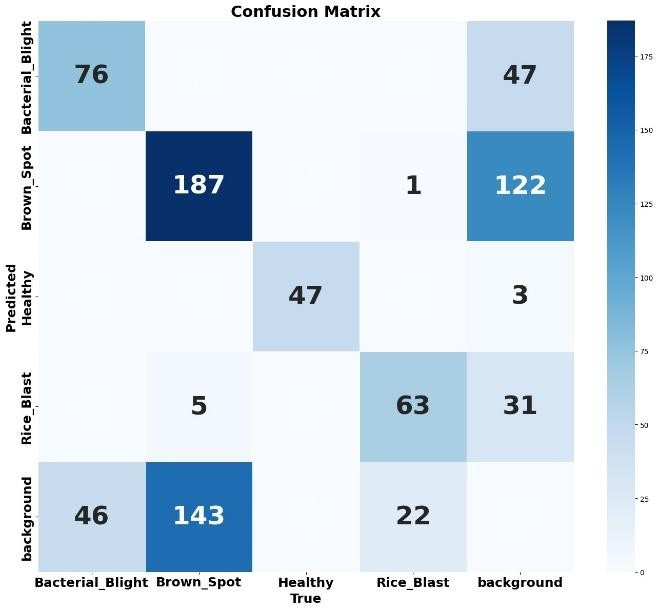 Confusion Matrix
Bacterial_Blight
76
47
175
150
Brown_Spot
187
1
122
125
Predicted
Healthy
47
3
100
75
Rice_Blast
5
63
31
50
25
background
46
143
22
0
Bacterial_Blight Brown_Spot Healthy Rice_Blast background
True